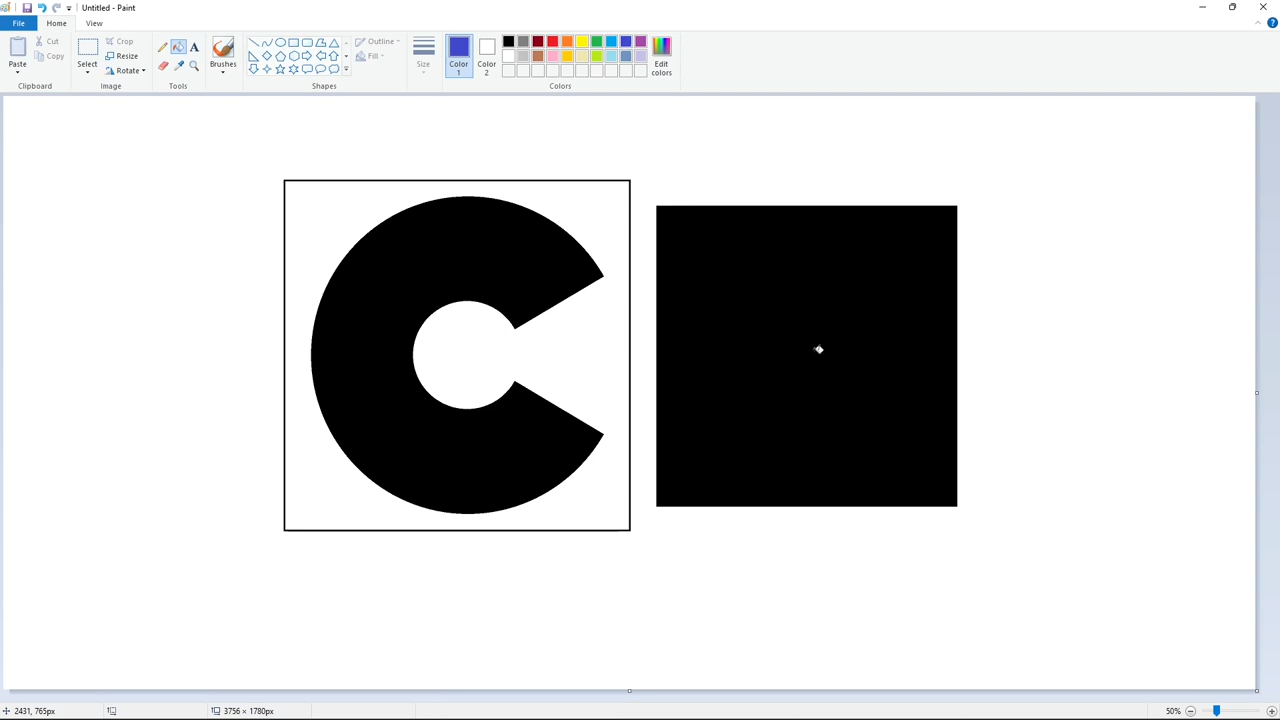 Untitled - Paint
File
Home
View
Paste
Cut
Copy
Clipboard
Select
Crop
Resize
Rotate
Image
A
Tools
Brushes
Outline
Fill
Shapes
Size
Color
1
Color
2
Edit
colors
Colors
C
2431, 765px
3756 × 1780px
50%